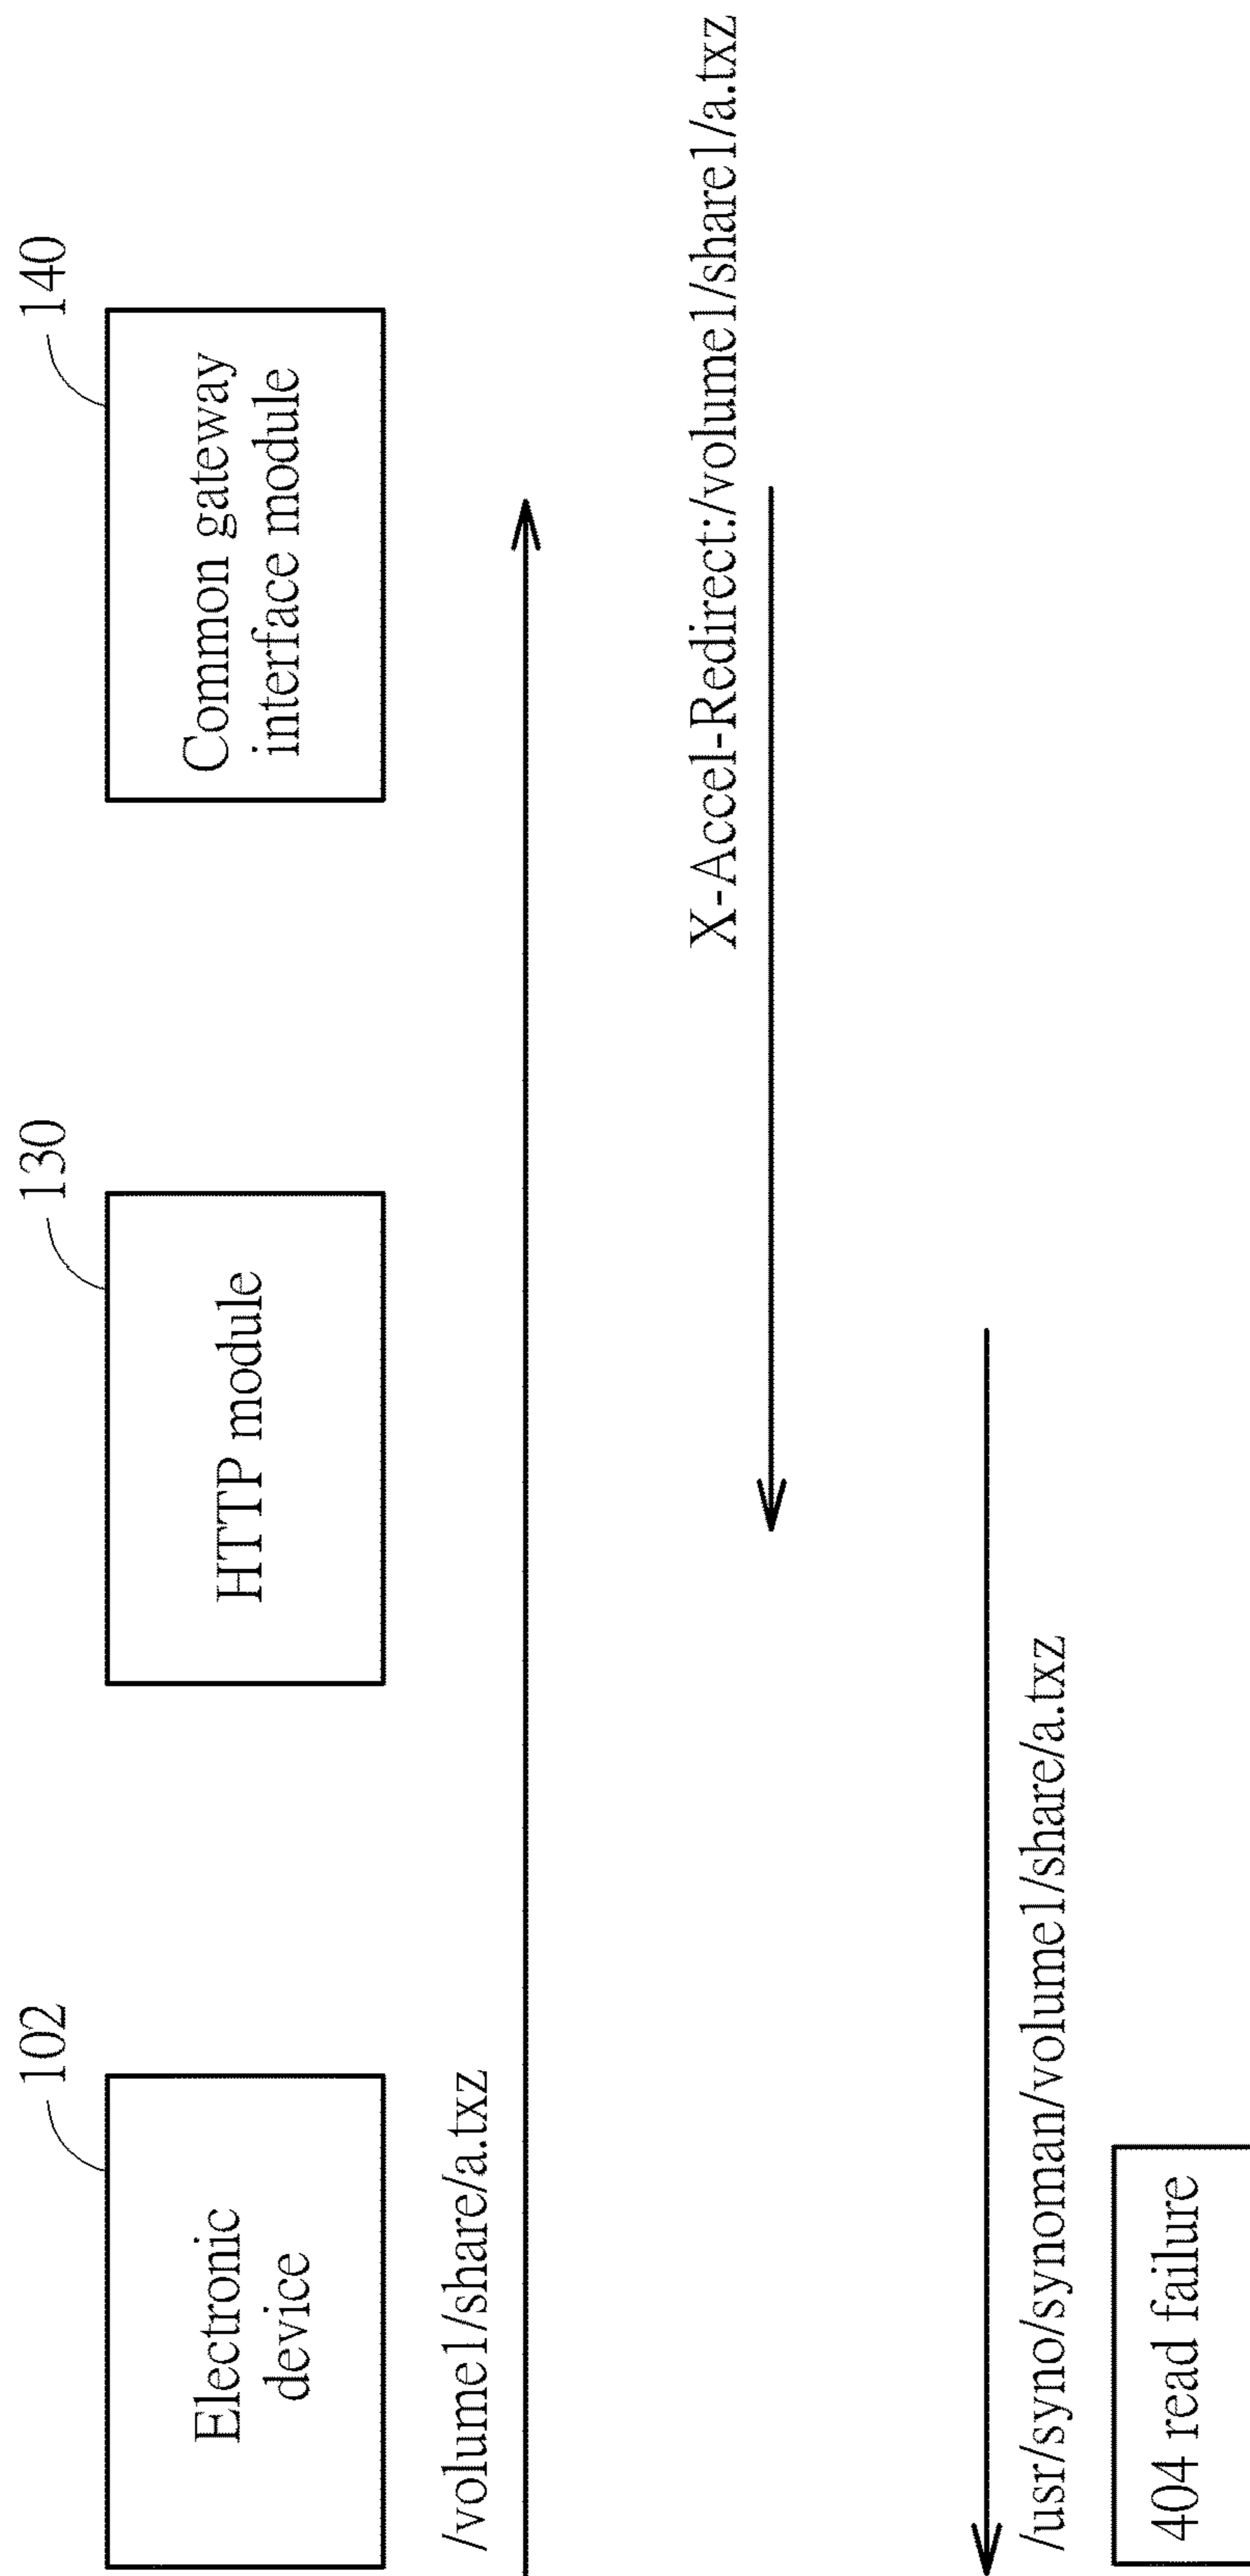 102
130
140
Electronic
device
HTTP module
Common gateway
interface module
/volume1/share/a.txz
X-Accel-Redirect:/volume1/share1/a.txz
/usr/syno/synoman/volume1/share/a.txz
404 read failure